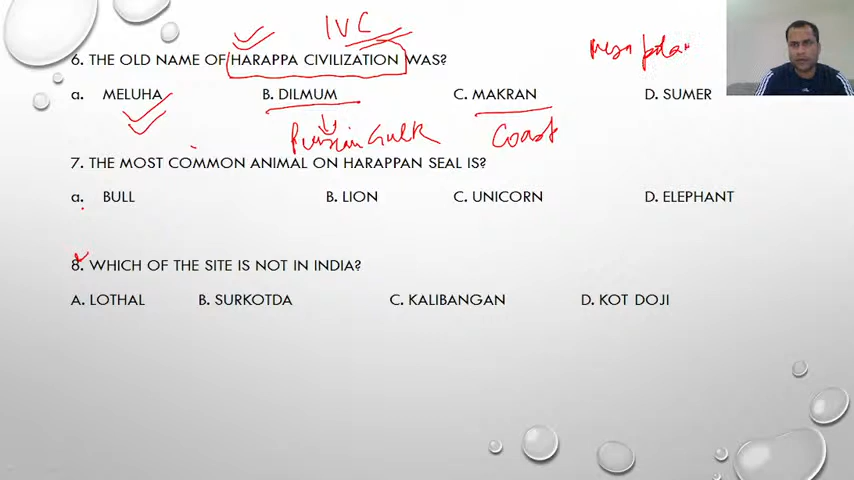 IVC
6. THE OLD NAME OF HARAPPA CIVILIZATION WAS?
a. MELUHA B. DILMUM C. MAKRAN D. SUMER
Coast
7. THE MOST COMMON ANIMAL ON HARAPPAN SEAL IS?
a. BULL B. LION C. UNICORN D. ELEPHANT
8. WHICH OF THE SITE IS NOT IN INDIA?
A. LOTHAL B. SURKOTDA C. KALIBANGAN D. KOT DOJI